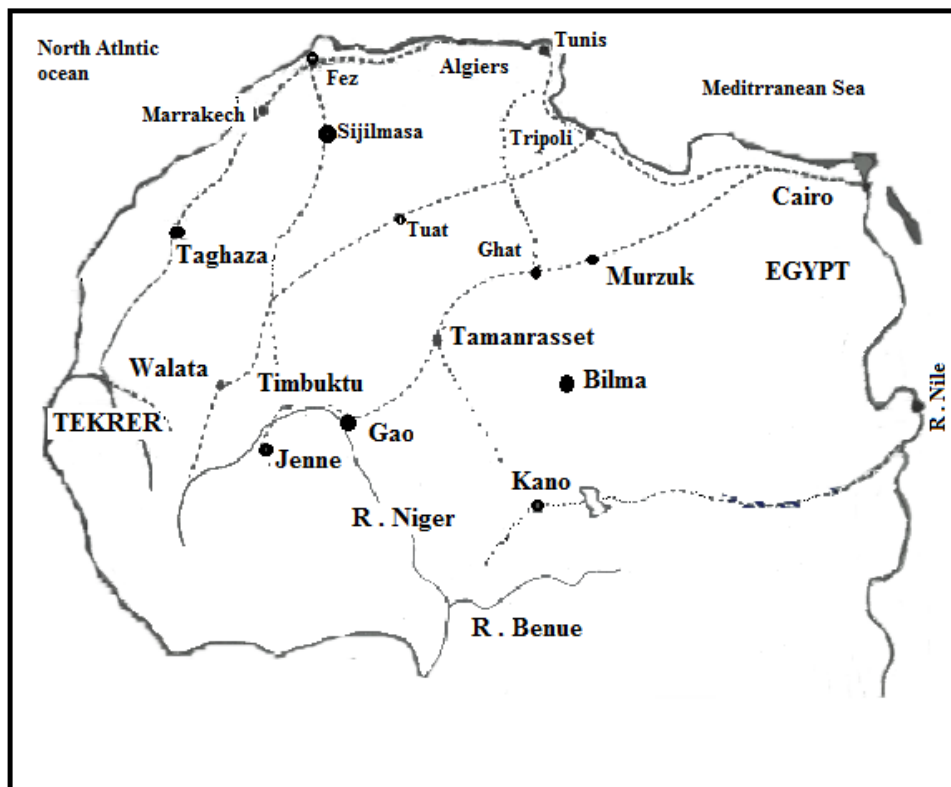 North Atlntic
ocean
Tunis
Algiers
Fez
Meditrranean Sea
Marrakech
Sijilmasa
Tripoli
Cairo
Tuat
Taghaza
Ghat
Murzuk
EGYPT
Tamanrasset
Walata
Timbuktu
Bilma
R . Nile
TEKRER
Gao
Jenne
Kano
R . Niger
R . Benue